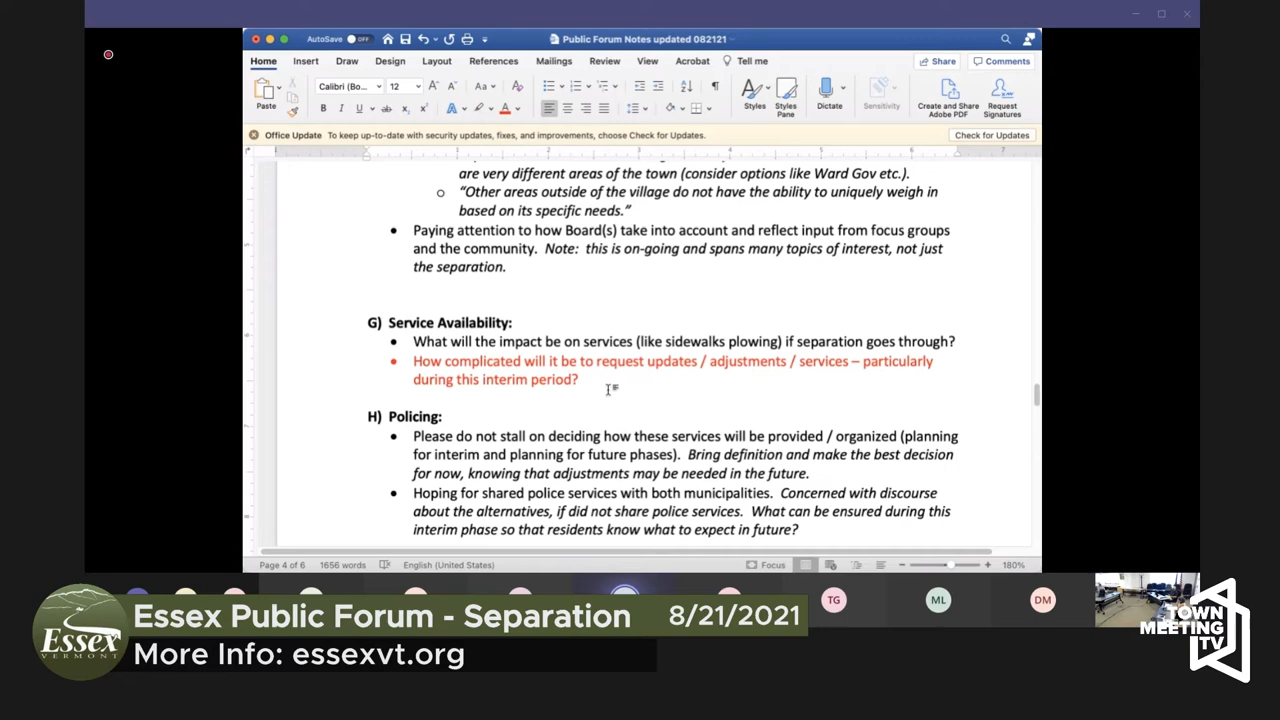 AutoSave OFF
Public Forum Notes updated 082121
Home Insert Draw Design Layout References Mailings Review View Acrobat Tell me
Share Comments
Paste
Calibri (Bo... 12
Styles
Styles Pane
Dictate
Sensitivity
Create and Share Adobe PDF
Request Signatures
Office Update To keep up-to-date with security updates, fixes, and improvements, choose Check for Updates.
Check for Updates
1 1 2 3 4 5 6 7
are very different areas of the town (consider options like Ward Gov etc.).
o "Other areas outside of the village do not have the ability to uniquely weigh in
based on its specific needs."
• Paying attention to how Board(s) take into account and reflect input from focus groups
and the community. Note: this is on-going and spans many topics of interest, not just
the separation.
G) Service Availability:
• What will the impact be on services (like sidewalks plowing) if separation goes through?
• How complicated will it be to request updates / adjustments / services – particularly
during this interim period?
H) Policing:
• Please do not stall on deciding how these services will be provided / organized (planning
for interim and planning for future phases). Bring definition and make the best decision
for now, knowing that adjustments may be needed in the future.
• Hoping for shared police services with both municipalities. Concerned with discourse
about the alternatives, if did not share police services. What can be ensured during this
interim phase so that residents know what to expect in future?
Page 4 of 6 1656 words English (United States) Focus 180%
TG ML DM
Essex
VERMONT
Essex Public Forum - Separation 8/21/2021
More Info: essexvt.org
TOWN
MEETING
TV